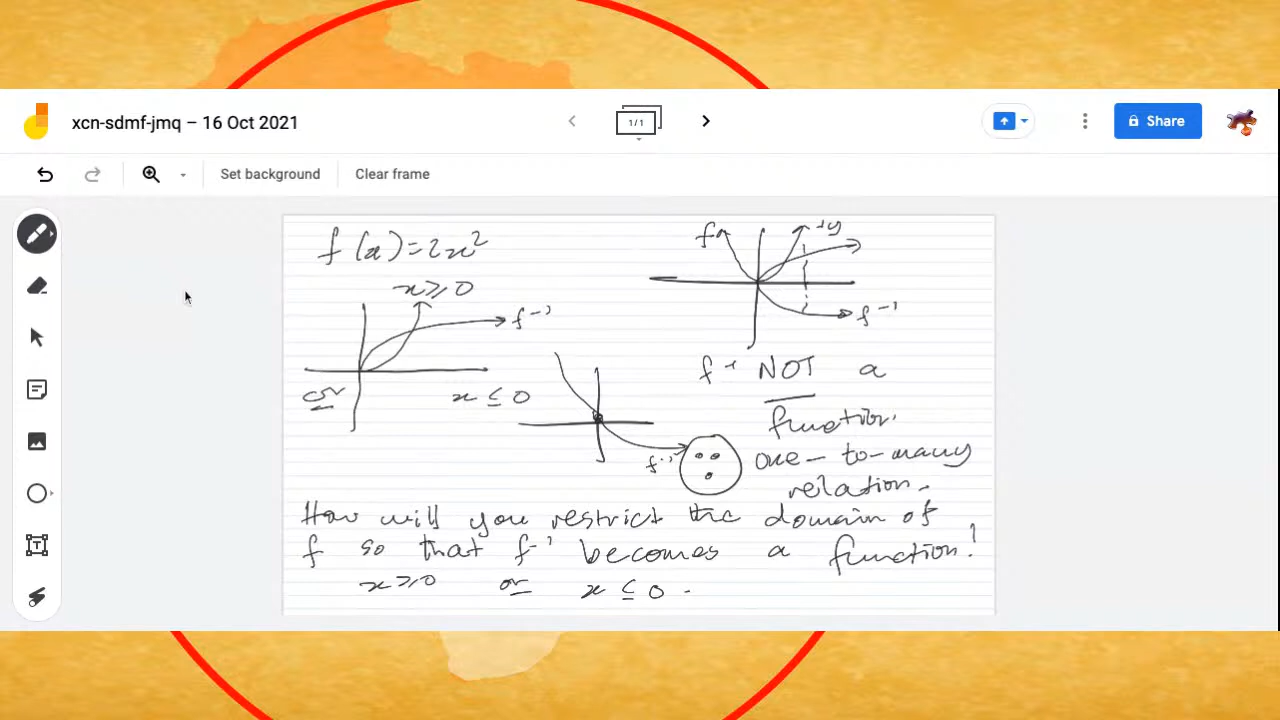 xcn-sdmf-jmq – 16 Oct 2021
1/1
Share
Set background
Clear frame
f(x)=2x²
x≥0
f⁻¹
or
x≤0
f⁻¹
f
f⁻¹
f⁻¹ NOT a
function.
one-to-many
relation.
How will you restrict the domain of
f so that f⁻¹ becomes a function?
x≥0 or x≤0.